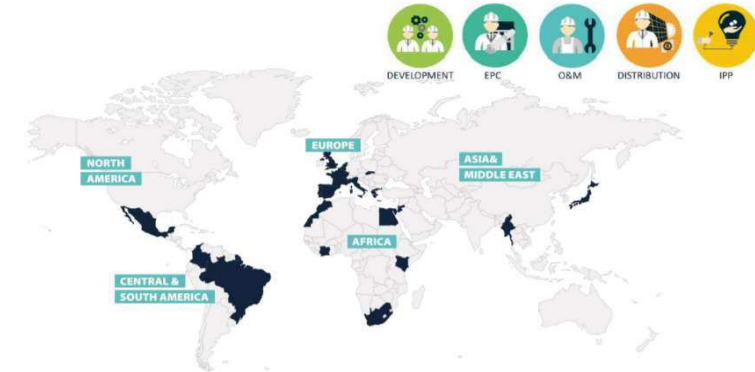 DEVELOPMENT
EPC
O&M
DISTRIBUTION
IPP
EUROPE
NORTH
AMERICA
ASIA&
MIDDLE EAST
AFRICA
CENTRAL &
SOUTH AMERICA